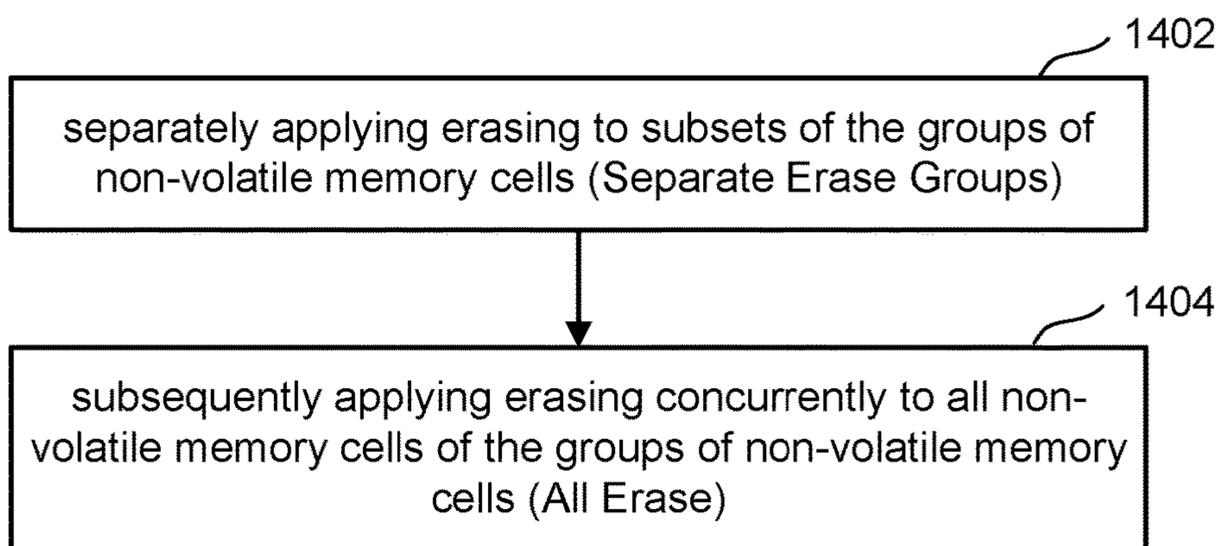 1402
separately applying erasing to subsets of the groups of
non-volatile memory cells (Separate Erase Groups)
1404
subsequently applying erasing concurrently to all non-
volatile memory cells of the groups of non-volatile memory
cells (All Erase)